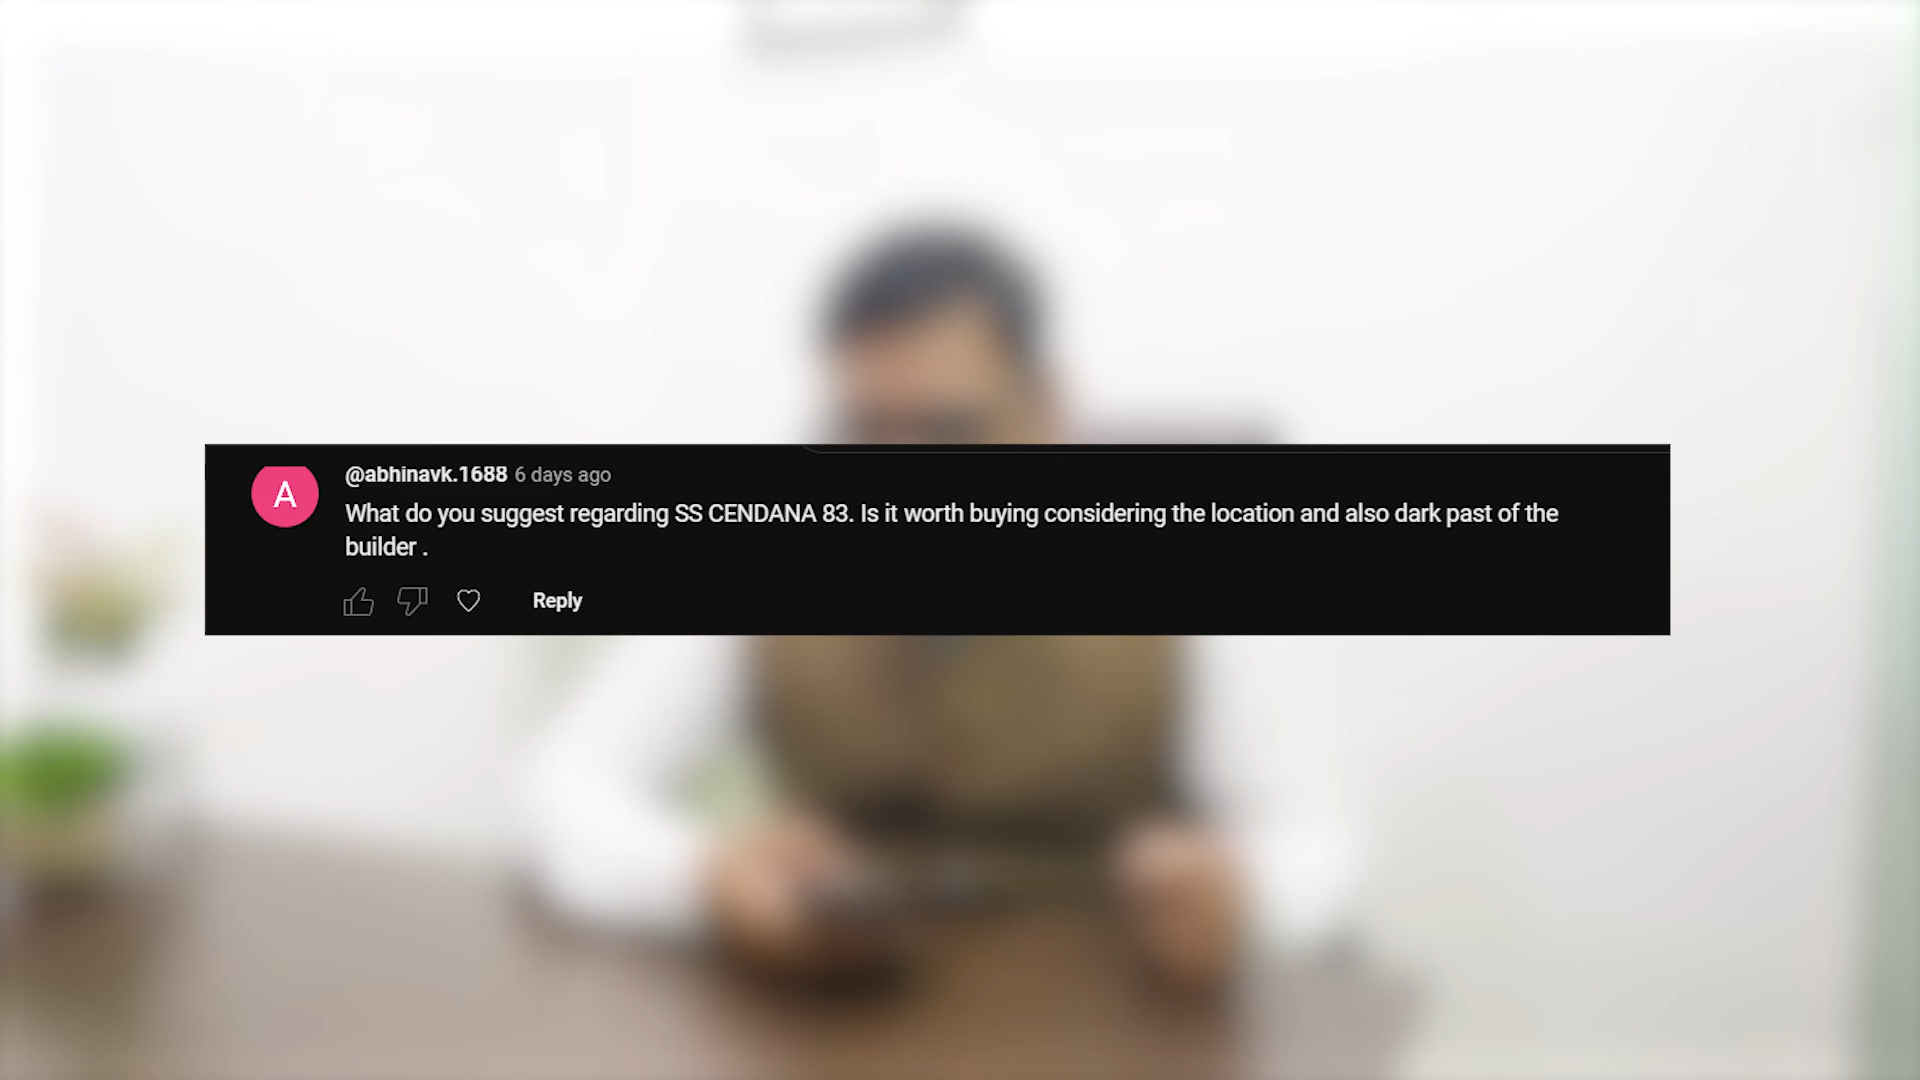 A
@abhinavk.1688 6 days ago
What do you suggest regarding SS CENDANA 83. Is it worth buying considering the location and also dark past of the
builder .
Reply